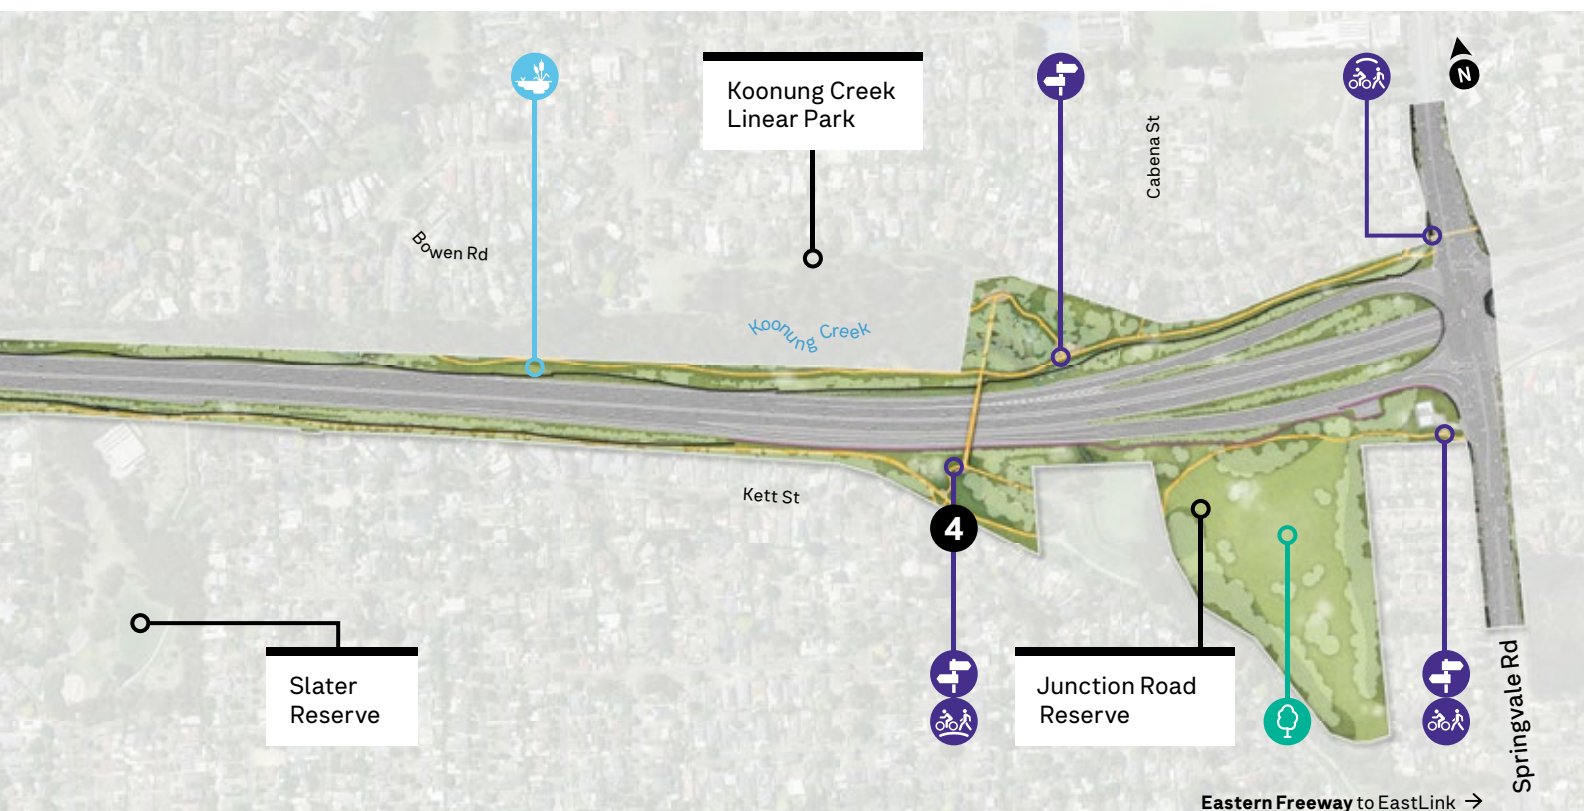 Koonung Creek
Linear Park
N
Cabena St
Bowen Rd
Koonung Creek
Kett St
4
Slater
Reserve
Junction Road
Reserve
Springvale Rd
Eastern Freeway to EastLink →